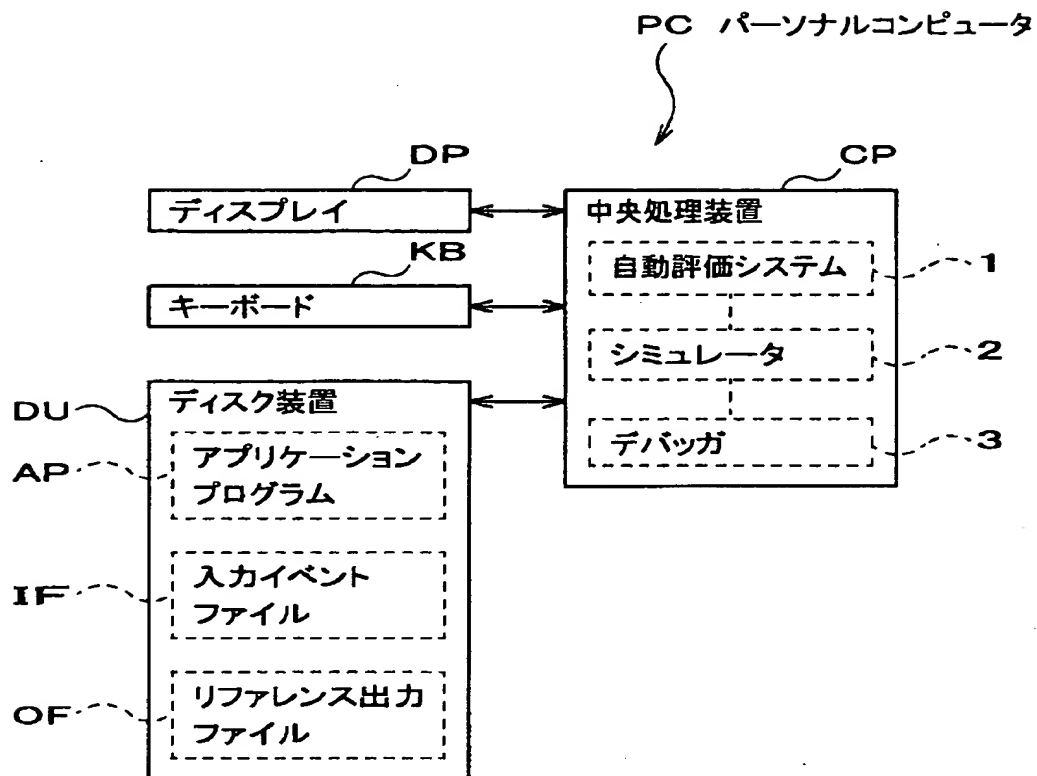 PC パーソナルコンピュータ
DP
CP
ディスプレイ
中央処理装置
自動評価システム
1
KB
キーボード
シミュレータ
2
DU
ディスク装置
デバッガ
3
AP
アプリケーション
プログラム
IF
入力イベント
ファイル
OF
リファレンス出力
ファイル